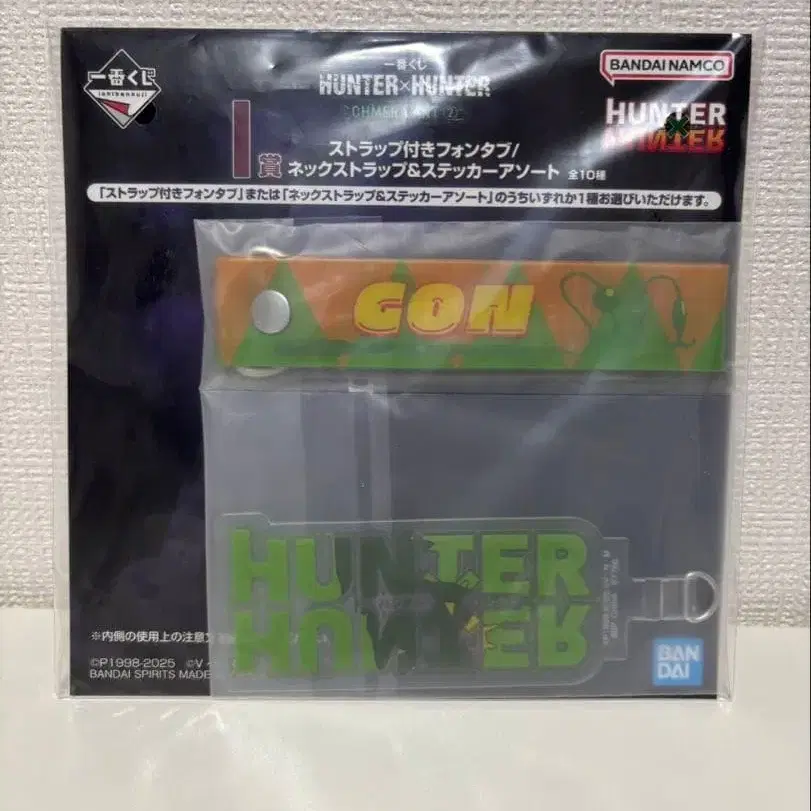 一番くじ
ichibankuji
一番くじ
HUNTER×HUNTER
I賞
ストラップ付きフォンタブ/
ネックストラップ&ステッカーアソート 全10種
BANDAI NAMCO
HUNTER
HUNTER
「ストラップ付きフォンタブ」または「ネックストラップ&ステッカーアソート」のうちいずれか1種お選びいただけます。
GON
HUNTER
HUNTER
※内側の使用上の注意
©P1998-2025 ©V
BANDAI SPIRITS MADE
BAN
DAI